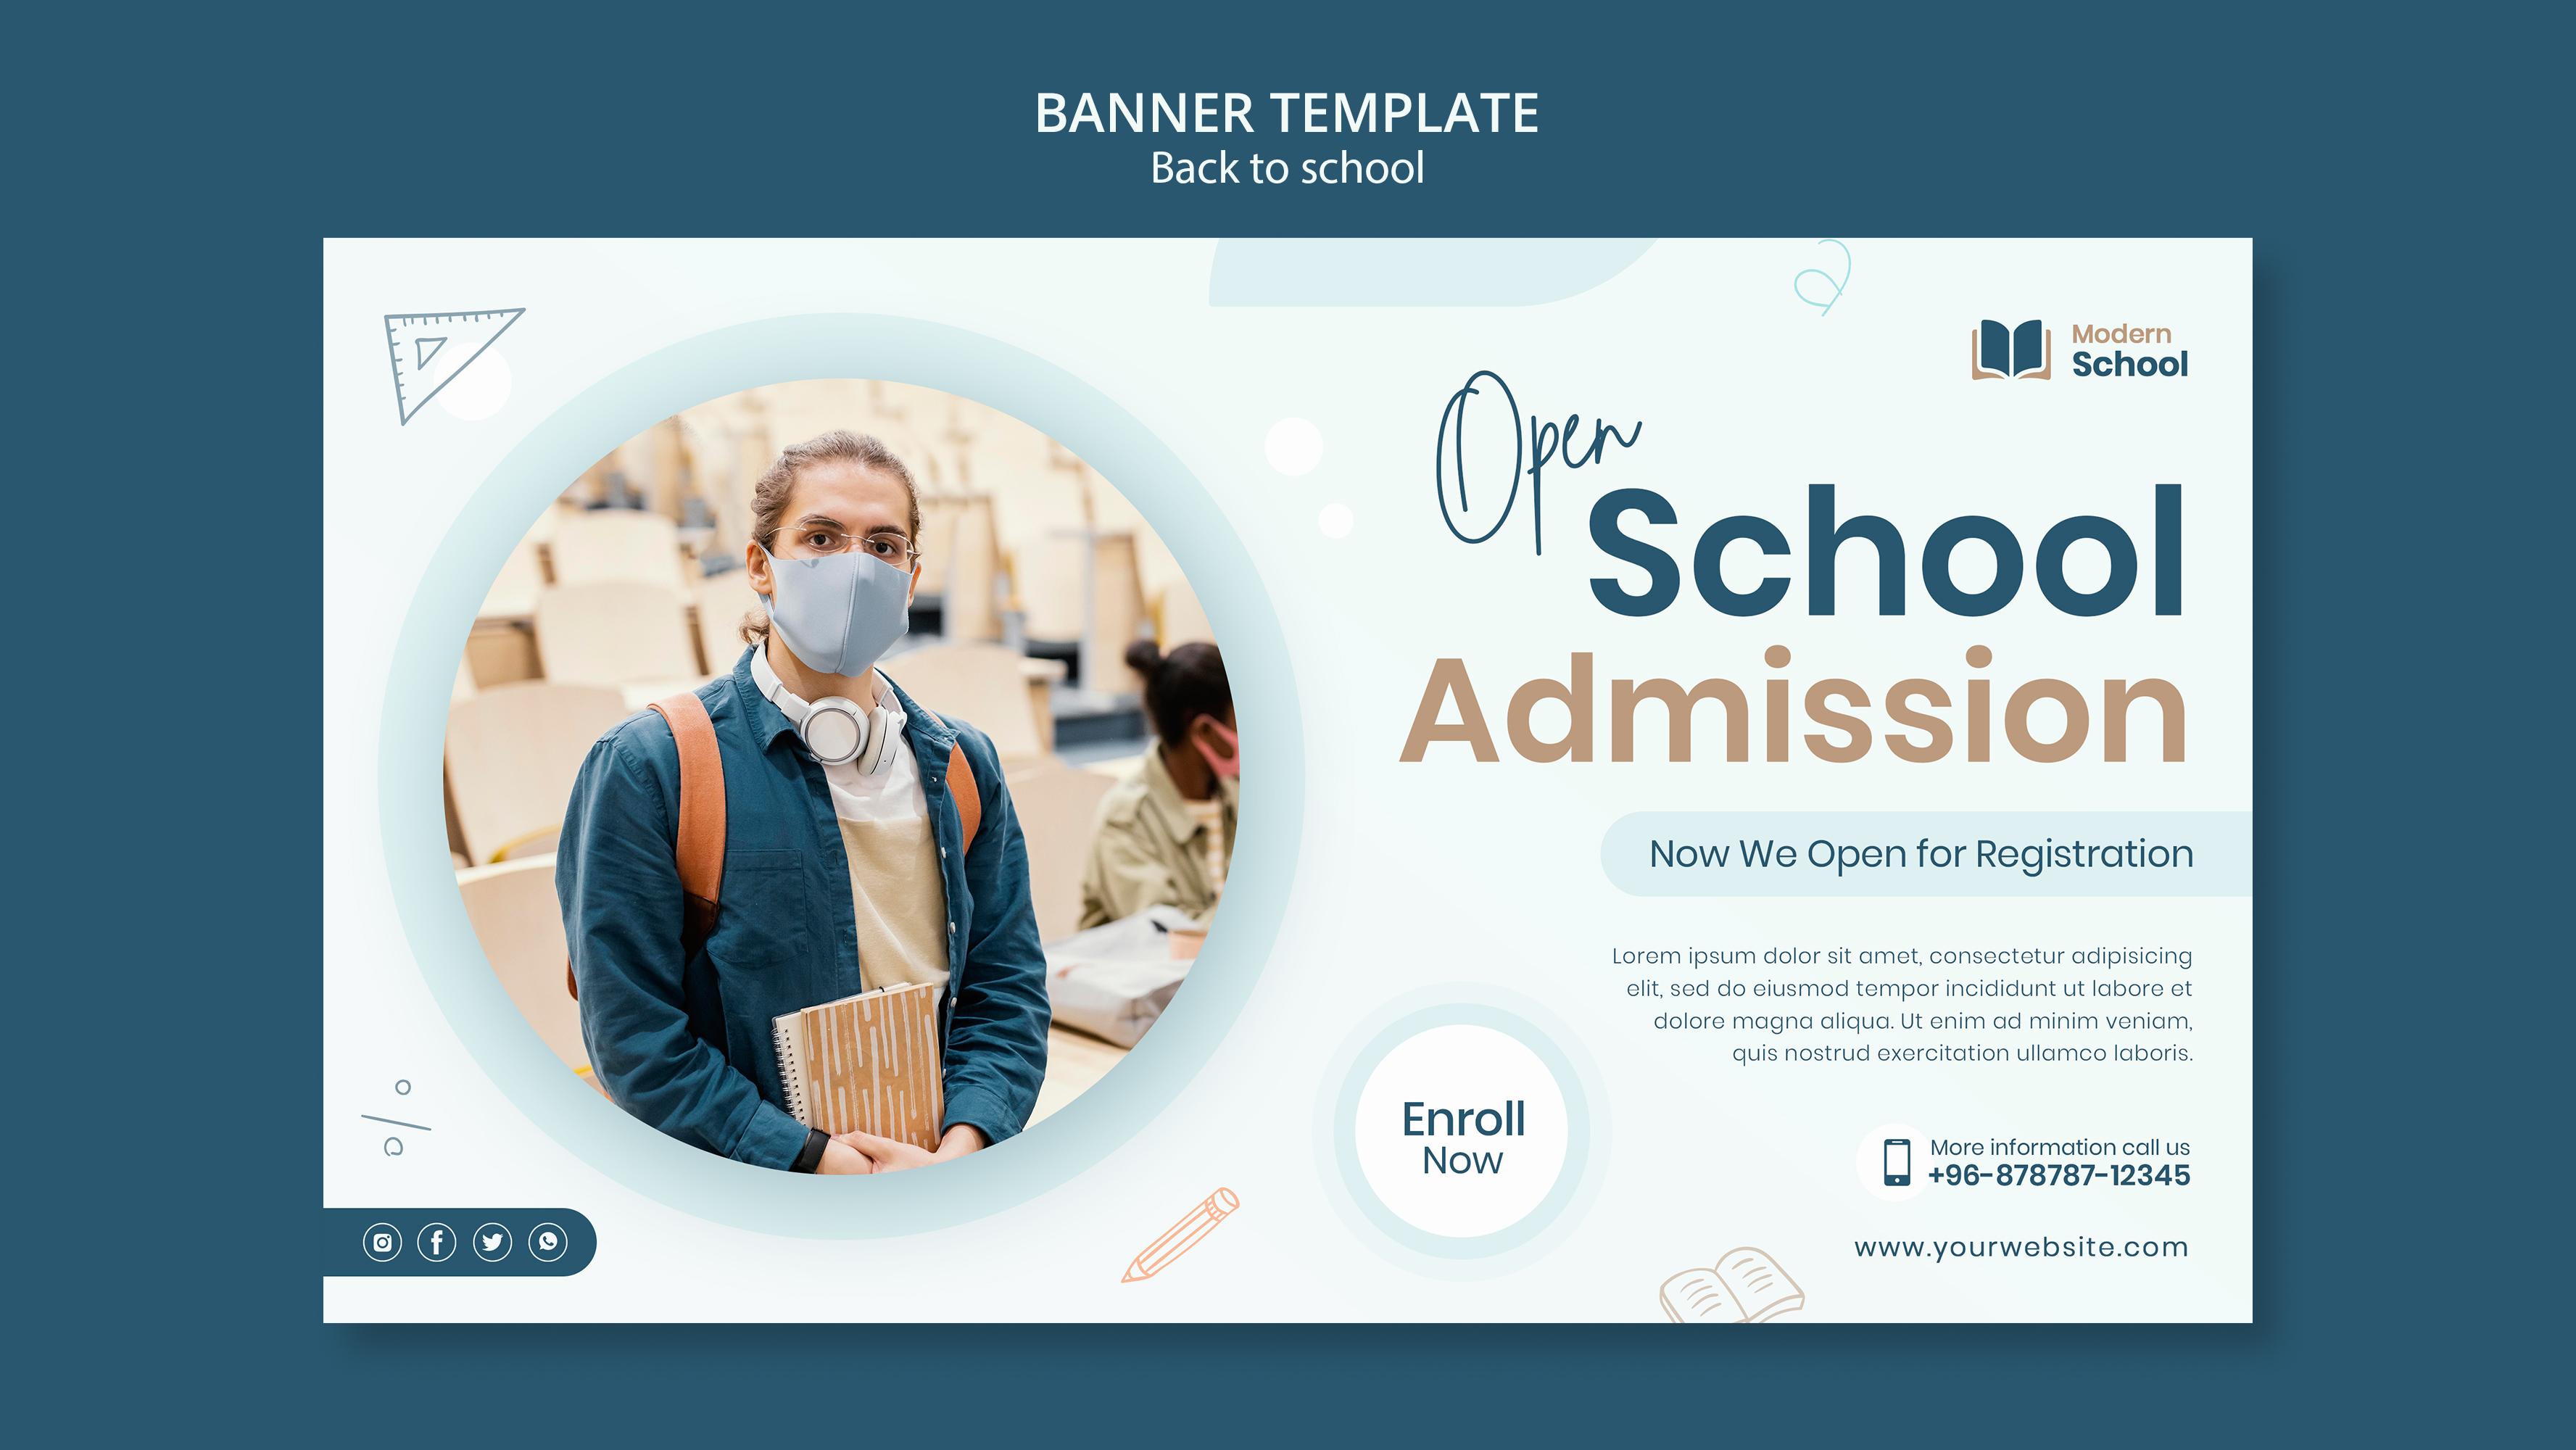 BANNER TEMPLATE
Back to school
Modern
School
Open
School
Admission
Now We Open for Registration
Lorem ipsum dolor sit amet, consectetur adipisicing
elit, sed do eiusmod tempor incididunt ut labore et
dolore magna aliqua. Ut enim ad minim veniam,
quis nostrud exercitation ullamco laboris.
Enroll
Now
More information call us
+96-878787-12345
www.yourwebsite.com